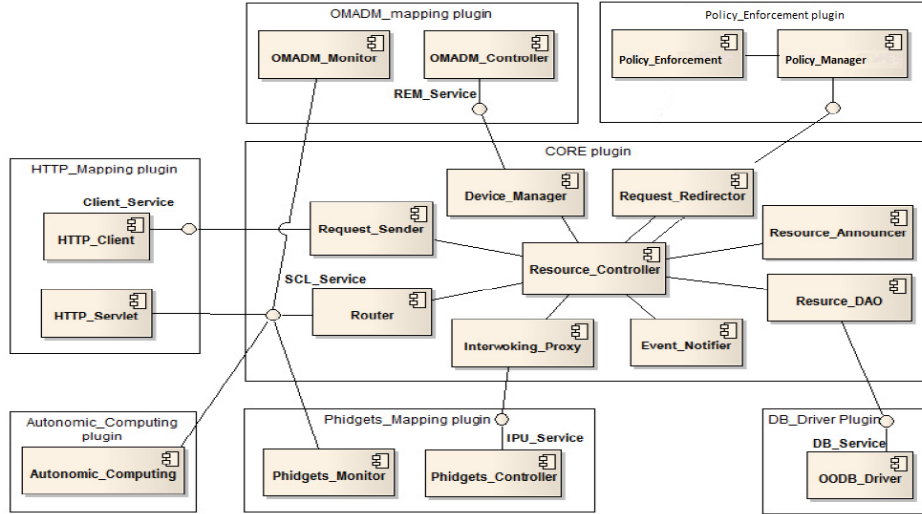 OMADM_mapping plugin
OMADM_Monitor
OMADM_Controller
REM_Service
Policy_Enforcement plugin
Policy_Enforcement
Policy_Manager
HTTP_Mapping plugin
Client_Service
HTTP_Client
HTTP_Servlet
CORE plugin
Device_Manager
Request_Redirector
Request_Sender
Resource_Announcer
Resource_Controller
SCL_Service
Router
Resurce_DAO
Interwoking_Proxy
Event_Notifier
Autonomic_Computing
plugin
Autonomic_Computing
Phidgets_Mapping plugin
IPU_Service
Phidgets_Monitor
Phidgets_Controller
DB_Driver Plugin
DB_Service
OODB_Driver